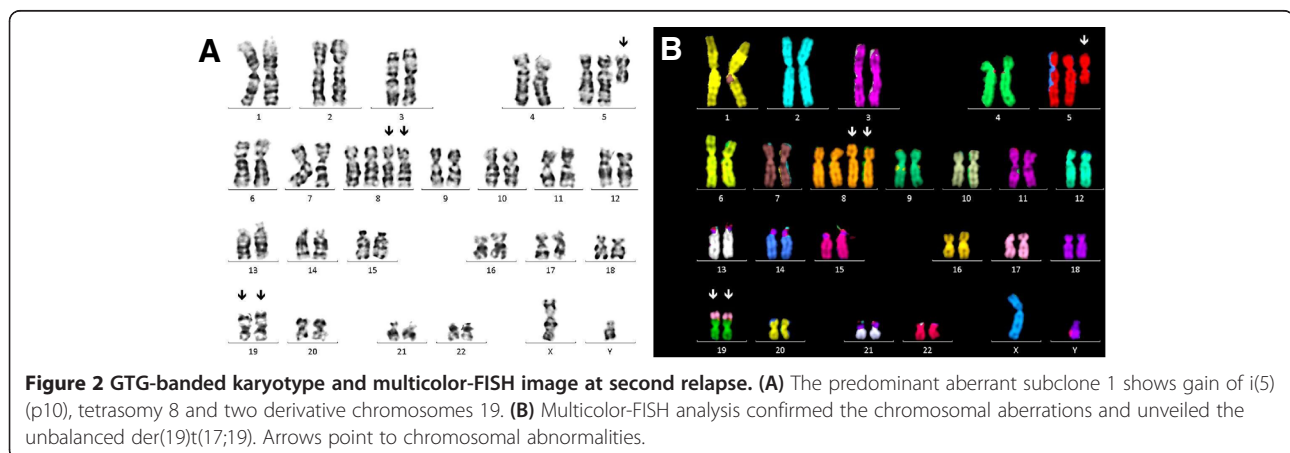 A
B
1 2 3 4 5
1 2 3 4 5
6 7 8 9 10 11 12
6 7 8 9 10 11 12
13 14 15 16 17 18
13 14 15 16 17 18
19 20 21 22 X Y
19 20 21 22 X Y
Figure 2 GTG-banded karyotype and multicolor-FISH image at second relapse. (A) The predominant aberrant subclone 1 shows gain of i(5)
(p10), tetrasomy 8 and two derivative chromosomes 19. (B) Multicolor-FISH analysis confirmed the chromosomal aberrations and unveiled the
unbalanced der(19)t(17;19). Arrows point to chromosomal abnormalities.